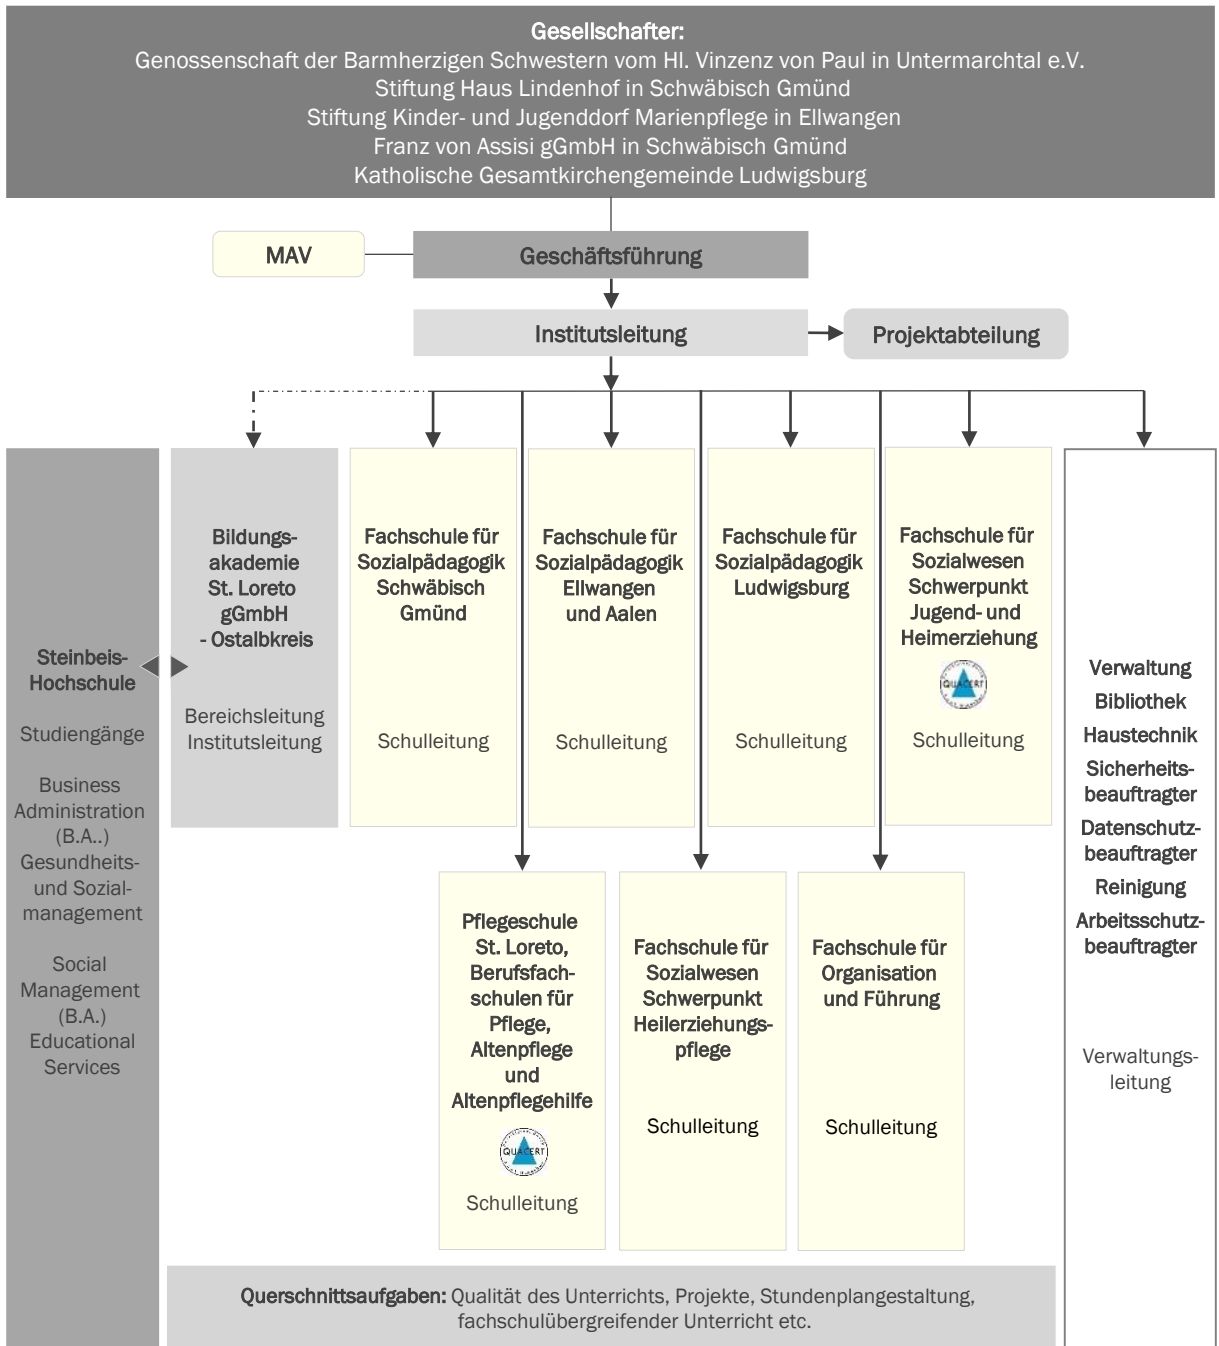 Gesellschafter:
Genossenschaft der Barmherzigen Schwestern vom Hl. Vinzenz von Paul in Untermarchtal e.V.
Stiftung Haus Lindenhof in Schwäbisch Gmünd
Stiftung Kinder- und Jugenddorf Marienpflege in Ellwangen
Franz von Assisi gGmbH in Schwäbisch Gmünd
Katholische Gesamtkirchengemeinde Ludwigsburg
MAV
Geschäftsführung
Institutsleitung
Projektabteilung
Steinbeis-
Hochschule
Studiengänge
Business
Administration
(B.A..)
Gesundheits-
und Sozial-
management
Social
Management
(B.A.)
Educational
Services
Bildungs-
akademie
St. Loreto
gGmbH
- Ostalbkreis
Bereichsleitung
Institutsleitung
Fachschule für
Sozialpädagogik
Schwäbisch
Gmünd
Schulleitung
Fachschule für
Sozialpädagogik
Ellwangen
und Aalen
Schulleitung
Fachschule für
Sozialpädagogik
Ludwigsburg
Schulleitung
Fachschule für
Sozialwesen
Schwerpunkt
Jugend- und
Heimerziehung
QUACERT
Schulleitung
Verwaltung
Bibliothek
Haustechnik
Sicherheits-
beauftragter
Datenschutz-
beauftragter
Reinigung
Arbeitsschutz-
beauftragter
Verwaltungs-
leitung
Pflegeschule
St. Loreto,
Berufsfach-
schulen für
Pflege,
Altenpflege
und
Altenpflegehilfe
QUACERT
Schulleitung
Fachschule für
Sozialwesen
Schwerpunkt
Heilerziehungs-
pflege
Schulleitung
Fachschule für
Organisation
und Führung
Schulleitung
Querschnittsaufgaben: Qualität des Unterrichts, Projekte, Stundenplangestaltung,
fachschulübergreifender Unterricht etc.